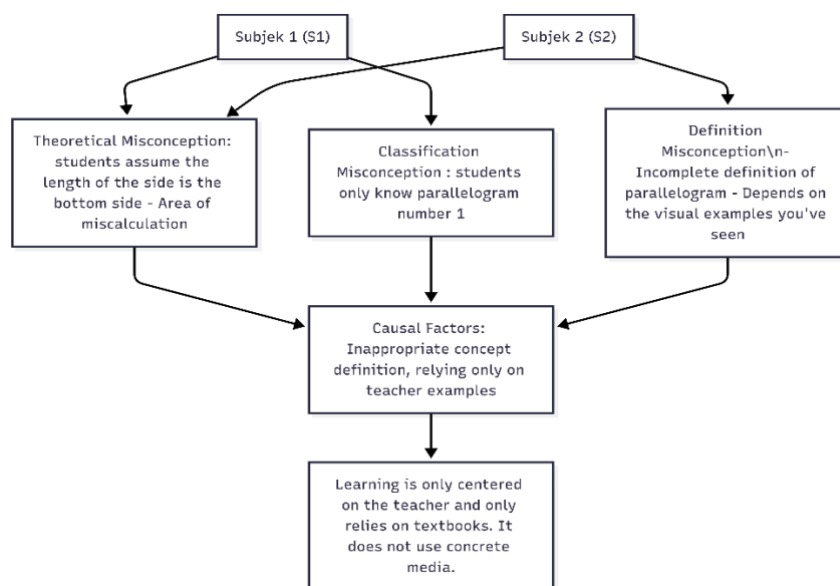 Subjek 1 (S1)
Subjek 2 (S2)
Theoretical Misconception:
students assume the
length of the side is the
bottom side - Area of
miscalculation
Classification
Misconception : students
only know parallelogram
number 1
Definition
Misconception\n-
Incomplete definition of
parallelogram - Depends on
the visual examples you've
seen
Causal Factors:
Inappropriate concept
definition, relying only on
teacher examples
Learning is only centered
on the teacher and only
relies on textbooks. It
does not use concrete
media.